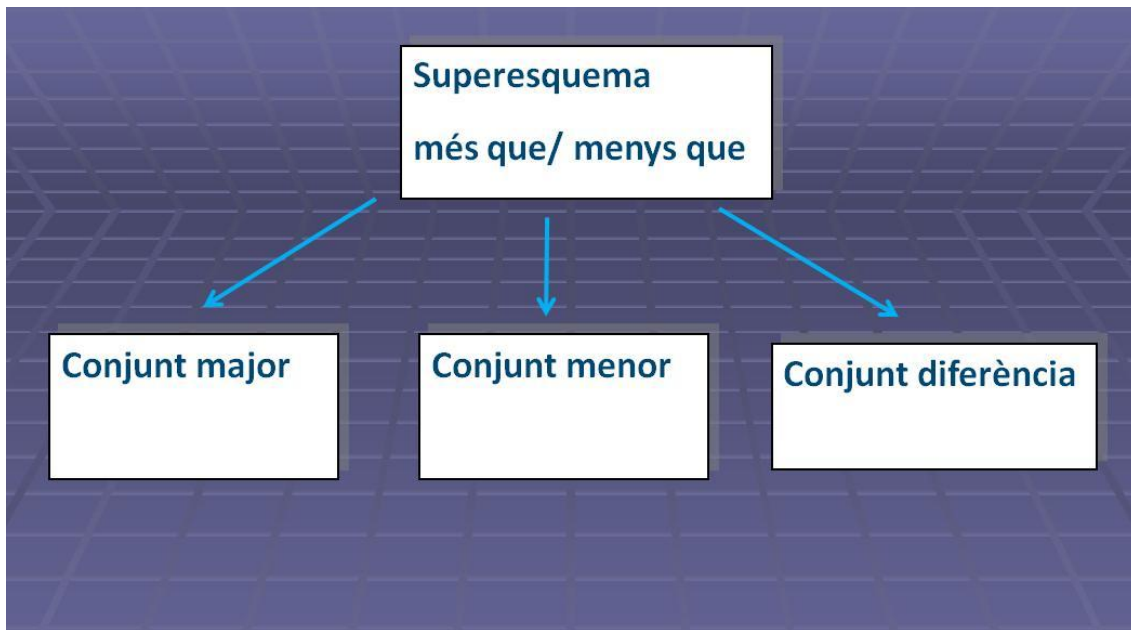 Superesquema
més que/ menys que
Conjunt major
Conjunt menor
Conjunt diferència